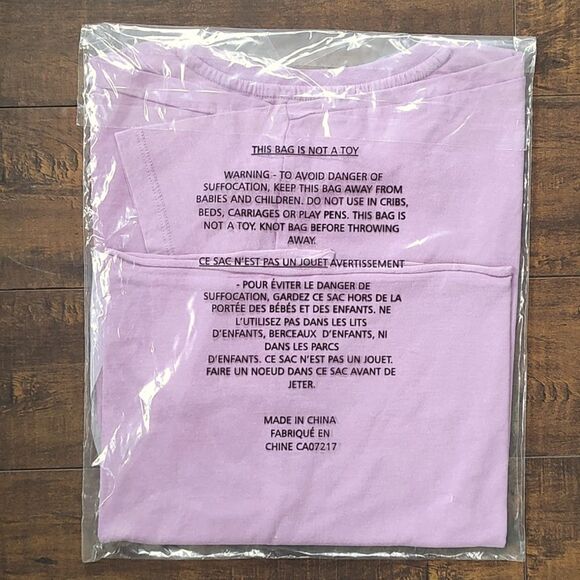 THIS BAG IS NOT A TOY
WARNING - TO AVOID DANGER OF
SUFFOCATION, KEEP THIS BAG AWAY FROM
BABIES AND CHILDREN. DO NOT USE IN CRIBS,
BEDS, CARRIAGES OR PLAY PENS. THIS BAG IS
NOT A TOY. KNOT BAG BEFORE THROWING
AWAY.
CE SAC N'EST PAS UN JOUET AVERTISSEMENT
- POUR ÉVITER LE DANGER DE
SUFFOCATION, GARDEZ CE SAC HORS DE LA
PORTÉE DES BÉBÉS ET DES ENFANTS. NE
L'UTILISEZ PAS DANS LES LITS
D'ENFANTS, BERCEAUX D'ENFANTS, NI
DANS LES PARCS
D'ENFANTS. CE SAC N'EST PAS UN JOUET.
FAIRE UN NOEUD DANS CE SAC AVANT DE
JETER.
MADE IN CHINA
FABRIQUÉ EN
CHINE CA07217